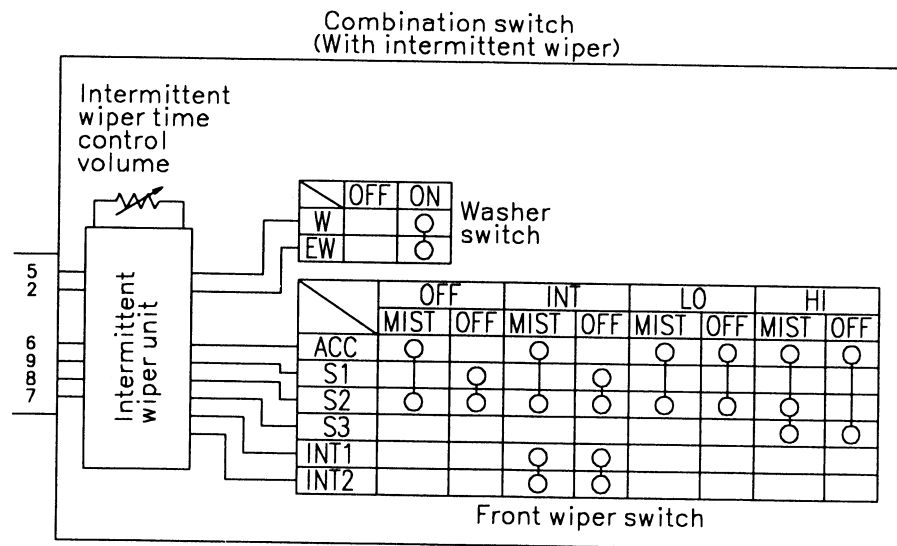 Combination switch
(With intermittent wiper)
Intermittent
wiper time
control
volume
OFF ON
W
EW
Washer
switch
5
2
6
9
8
7
Intermittent
wiper unit
OFF INT LO HI
MIST OFF MIST OFF MIST OFF MIST OFF
ACC
S1
S2
S3
INT1
INT2
Front wiper switch